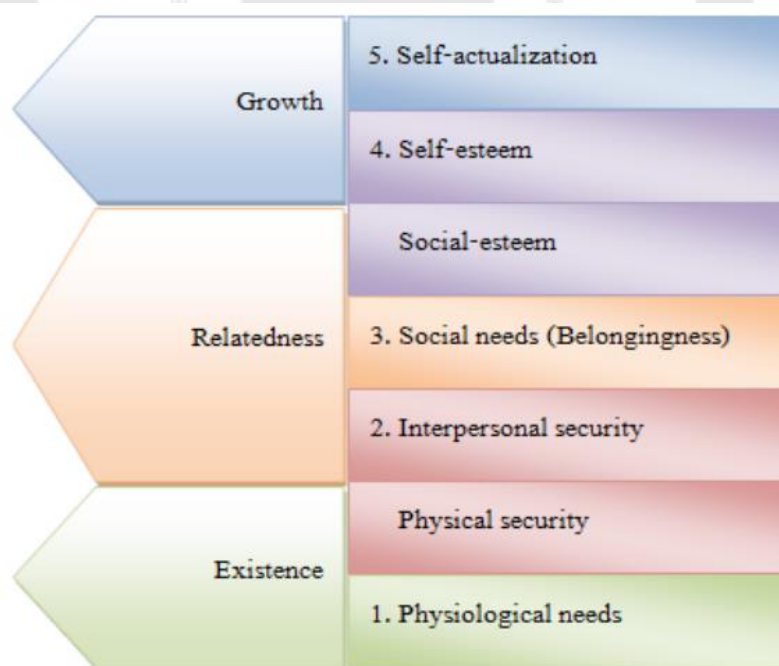 Growth
5. Self-actualization
4. Self-esteem
Social-esteem
Relatedness
3. Social needs (Belongingness)
2. Interpersonal security
Physical security
Existence
1. Physiological needs